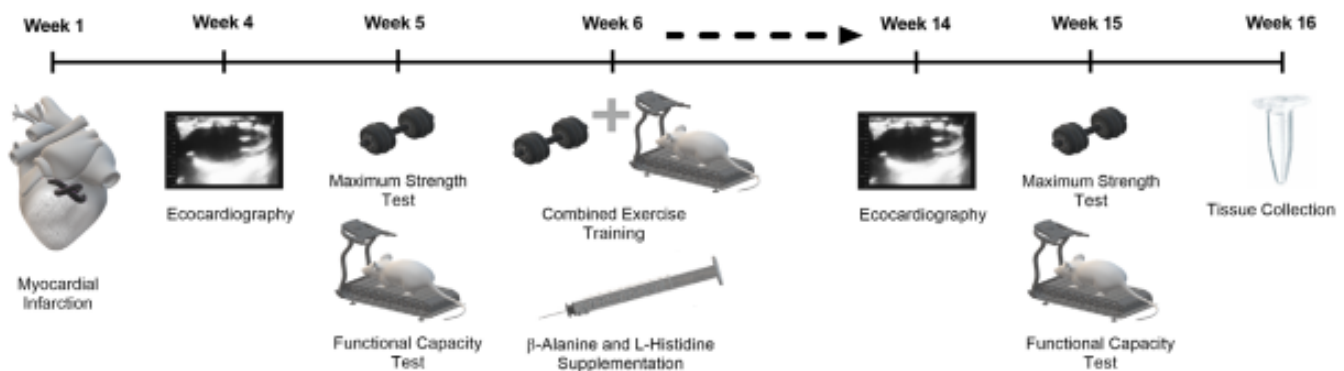 Week 1
Week 4
Week 5
Week 6
Week 14
Week 15
Week 16
Myocardial
Infarction
Ecocardiography
Maximum Strength
Test
Functional Capacity
Test
Combined Exercise
Training
β-Alanine and L-Histidine
Supplementation
Ecocardiography
Maximum Strength
Test
Functional Capacity
Test
Tissue Collection